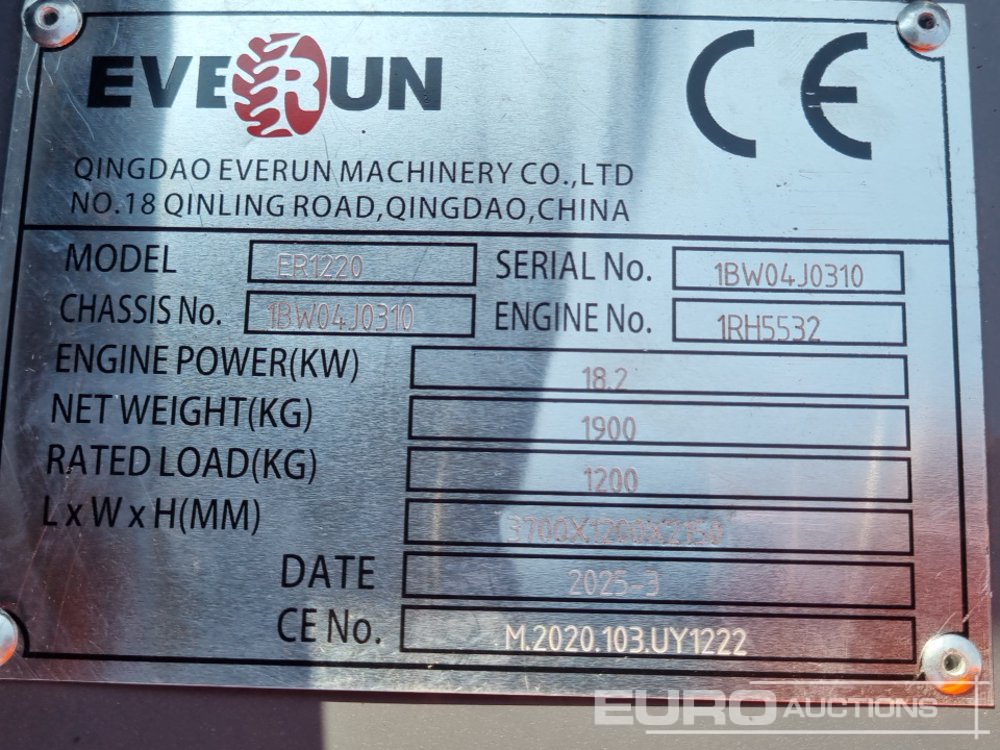 EVERUN
CE
QINGDAO EVERUN MACHINERY CO.,LTD
NO.18 QINLING ROAD,QINGDAO,CHINA
MODEL ER1220 SERIAL No. 1BW04J0310
CHASSIS No. 1BW04J0310 ENGINE No. 1RH5532
ENGINE POWER(KW) 18.2
NET WEIGHT(KG) 1900
RATED LOAD(KG) 1200
L x W x H(MM) 3700X1200X2150
DATE 2025-3
CE No. M.2020.103.UY1222
EURO AUCTIONS